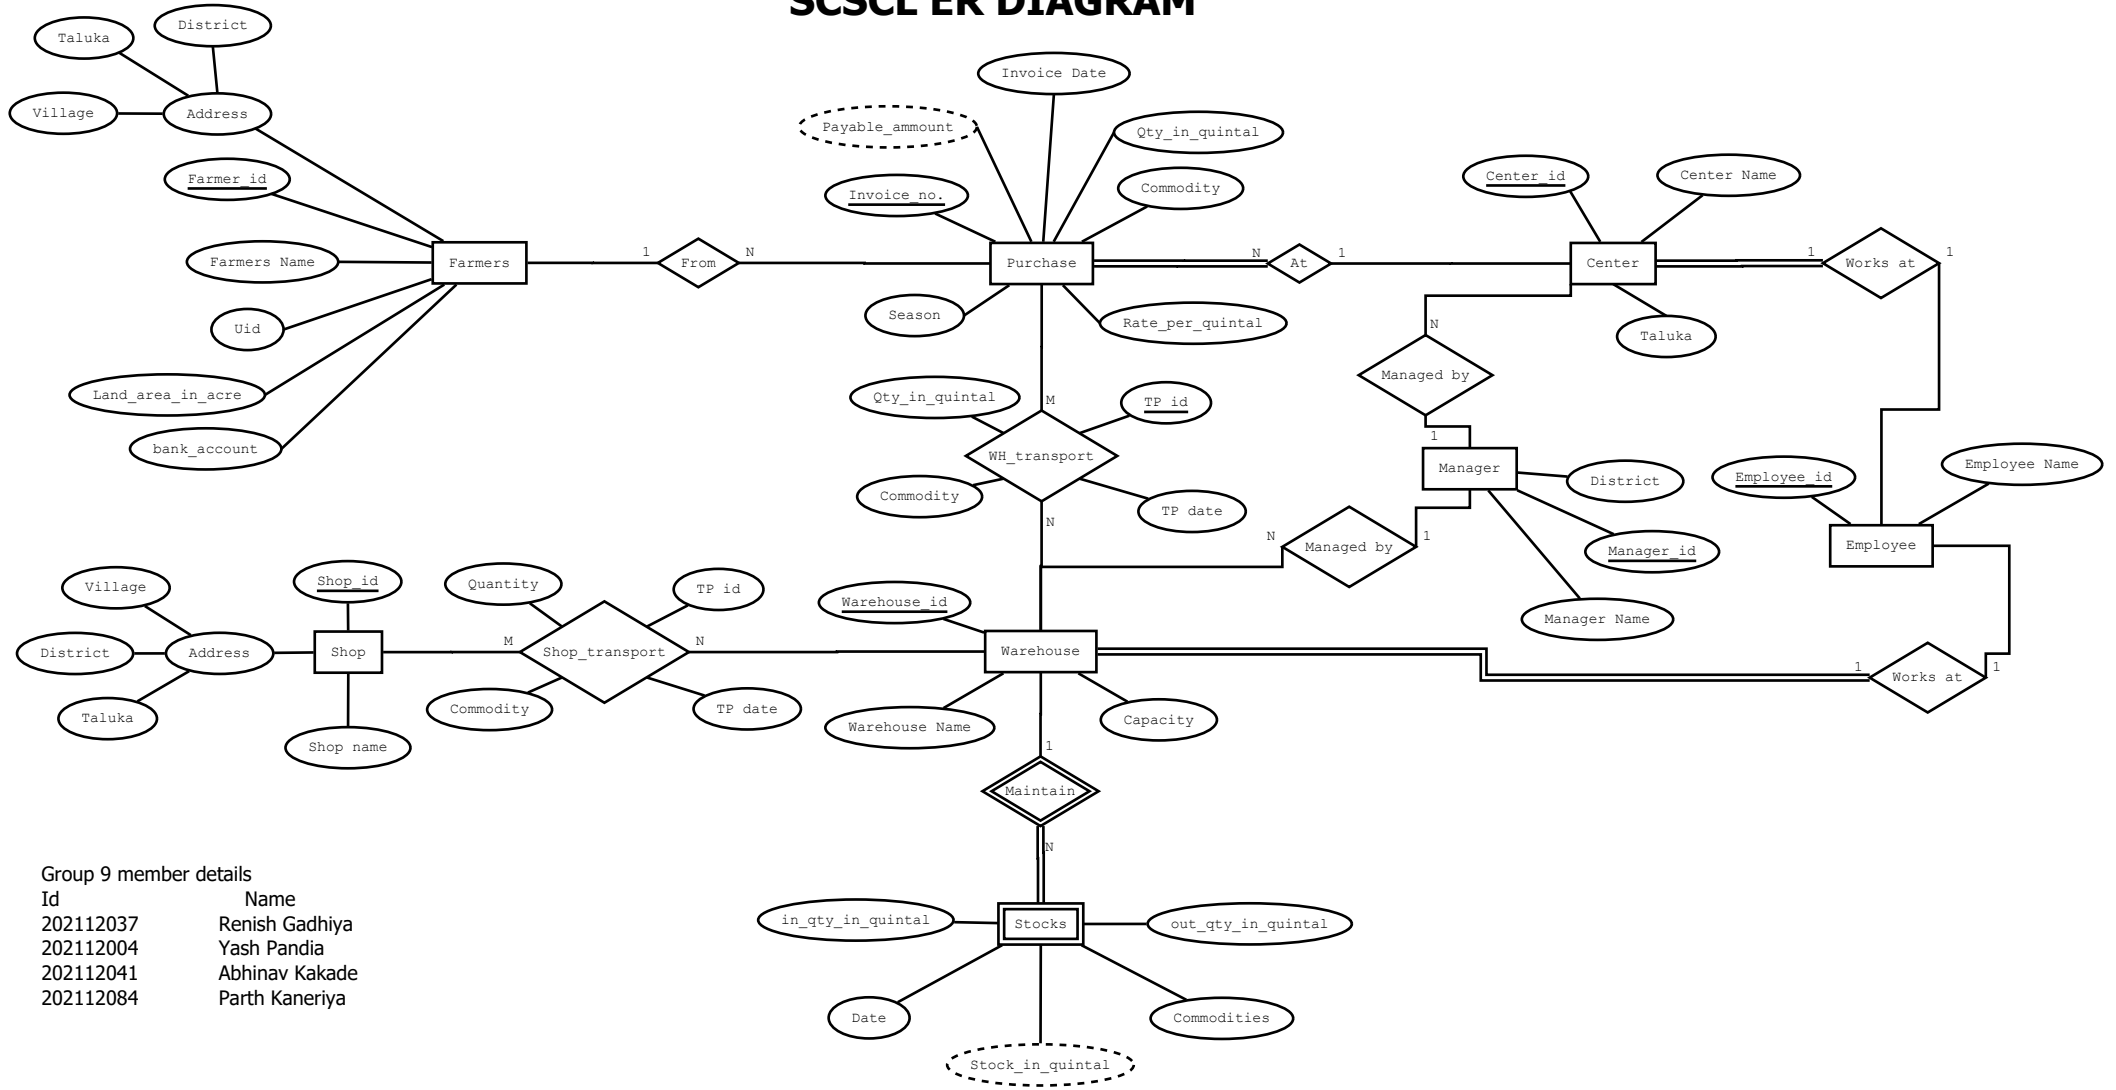 SCSCL ER DIAGRAM
District
Taluka
Village
Address
Farmer_id
Farmers Name
Uid
Land_area_in_acre
bank_account
Farmers
1
From
N
Invoice Date
Payable_ammount
Qty_in_quintal
Invoice_no.
Commodity
Purchase
Season
Rate_per_quintal
N
At
1
Center_id
Center Name
Center
Taluka
1
Works at
1
N
Managed by
1
Manager
District
Manager_id
Manager Name
Employee_id
Employee Name
Employee
M
Qty_in_quintal
TP id
WH_transport
Commodity
TP date
N
N
Managed by
1
Village
District
Taluka
Address
Shop_id
Shop
Shop name
Quantity
TP id
M
Shop_transport
N
Commodity
TP date
Warehouse_id
Warehouse
Warehouse Name
Capacity
1
Works at
1
1
Maintain
N
in_qty_in_quintal
Stocks
out_qty_in_quintal
Date
Commodities
Stock_in_quintal
Group 9 member details
Id Name
202112037 Renish Gadhiya
202112004 Yash Pandia
202112041 Abhinav Kakade
202112084 Parth Kaneriya